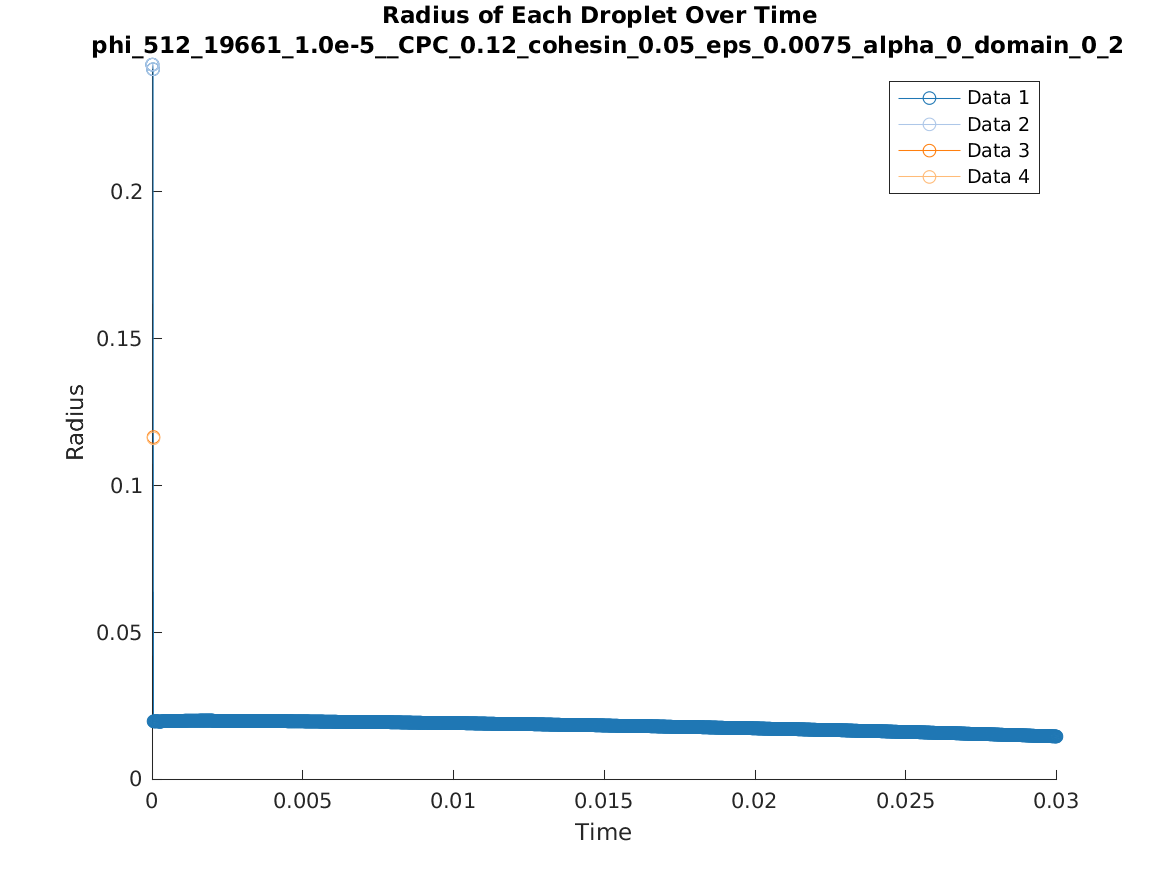 Radius of Each Droplet Over Time
phi_512_19661_1.0e-5__CPC_0.12_cohesin_0.05_eps_0.0075_alpha_0_domain_0_2
Data 1
Data 2
Data 3
Data 4
0.2
0.15
0.1
0.05
0
Radius
0
0.005
0.01
0.015
0.02
0.025
0.03
Time